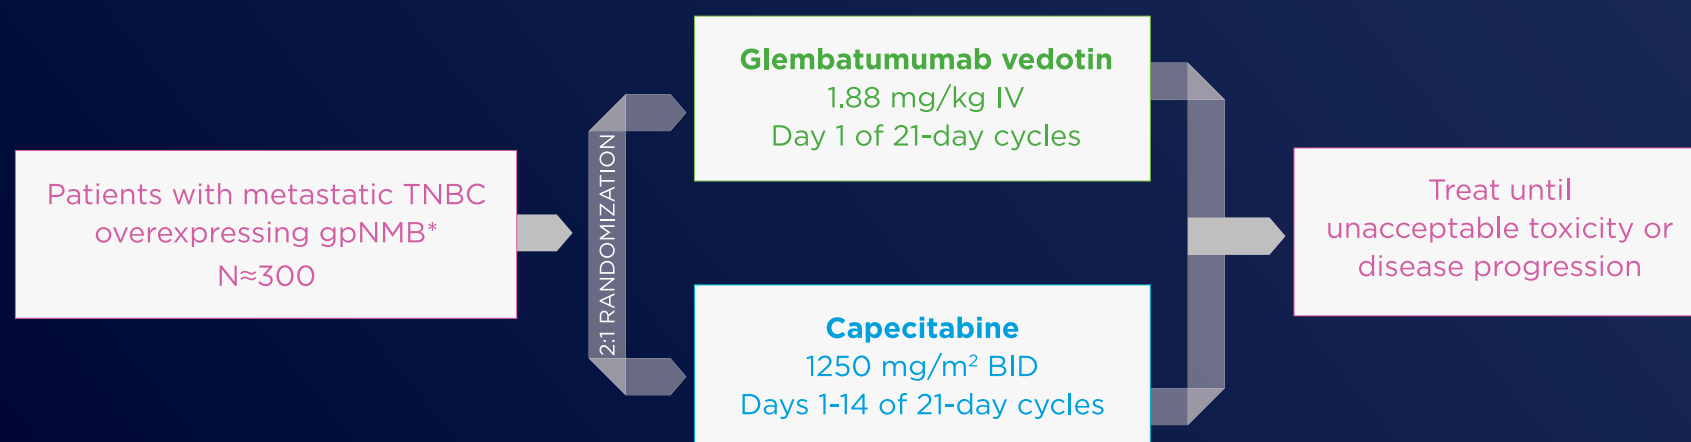 Patients with metastatic TNBC
overexpressing gpNMB*
N≈300
2:1 RANDOMIZATION
Glembatumumab vedotin
1.88 mg/kg IV
Day 1 of 21-day cycles
Capecitabine
1250 mg/m² BID
Days 1-14 of 21-day cycles
Treat until
unacceptable toxicity or
disease progression